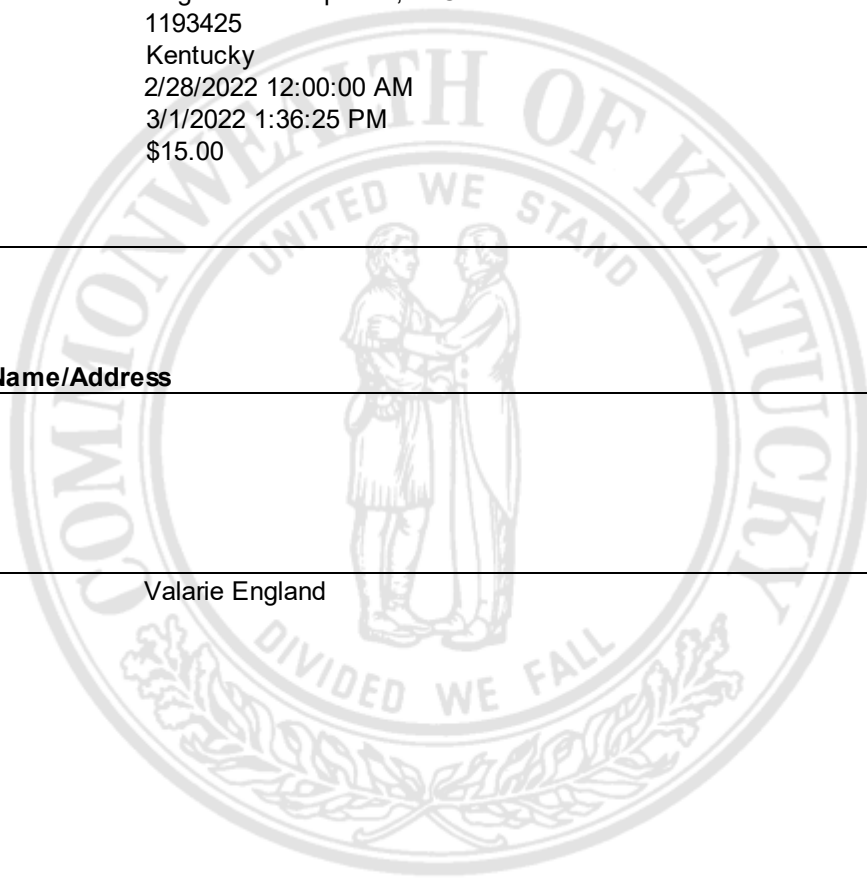 1193425
Kentucky
2/28/2022 12:00:00 AM
3/1/2022 1:36:25 PM
$15.00
COMMONWEALTH OF KENTUCKY
UNITED WE STAND
Name/Address
Valarie England
DIVIDED WE FALL